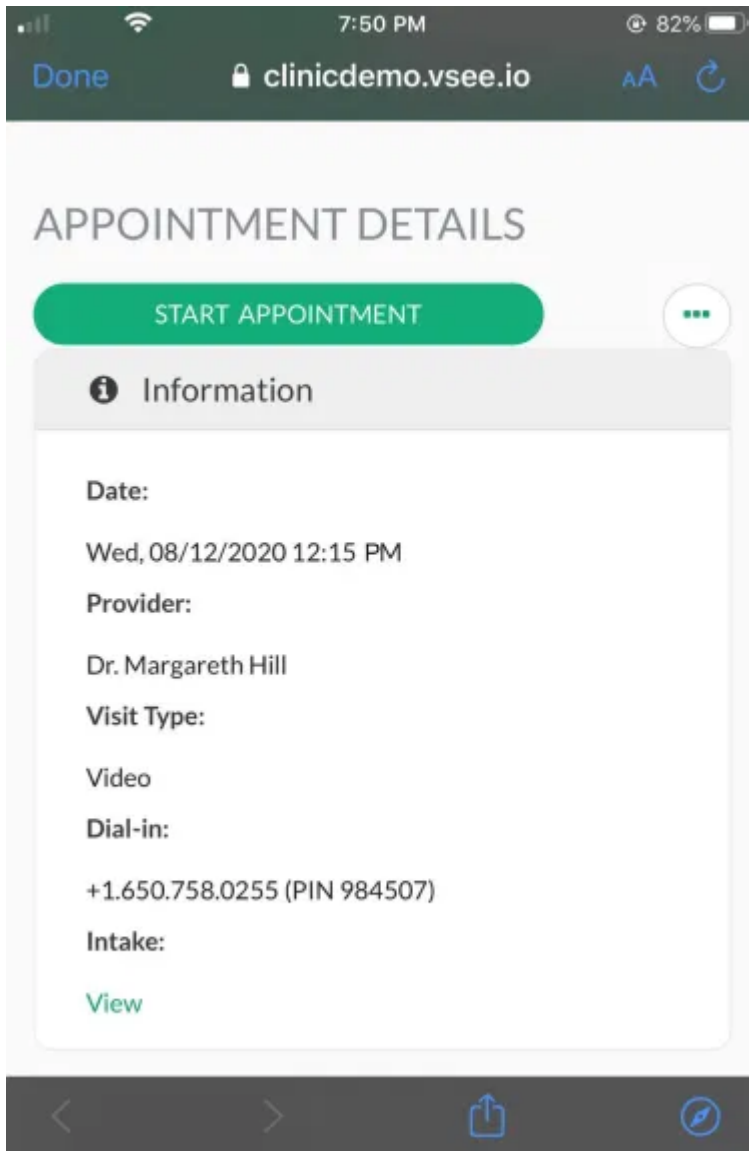 7:50 PM 82%
Done clinicdemo.vsee.io AA
APPOINTMENT DETAILS
START APPOINTMENT
Information
Date:
Wed, 08/12/2020 12:15 PM
Provider:
Dr. Margareth Hill
Visit Type:
Video
Dial-in:
+1.650.758.0255 (PIN 984507)
Intake:
View